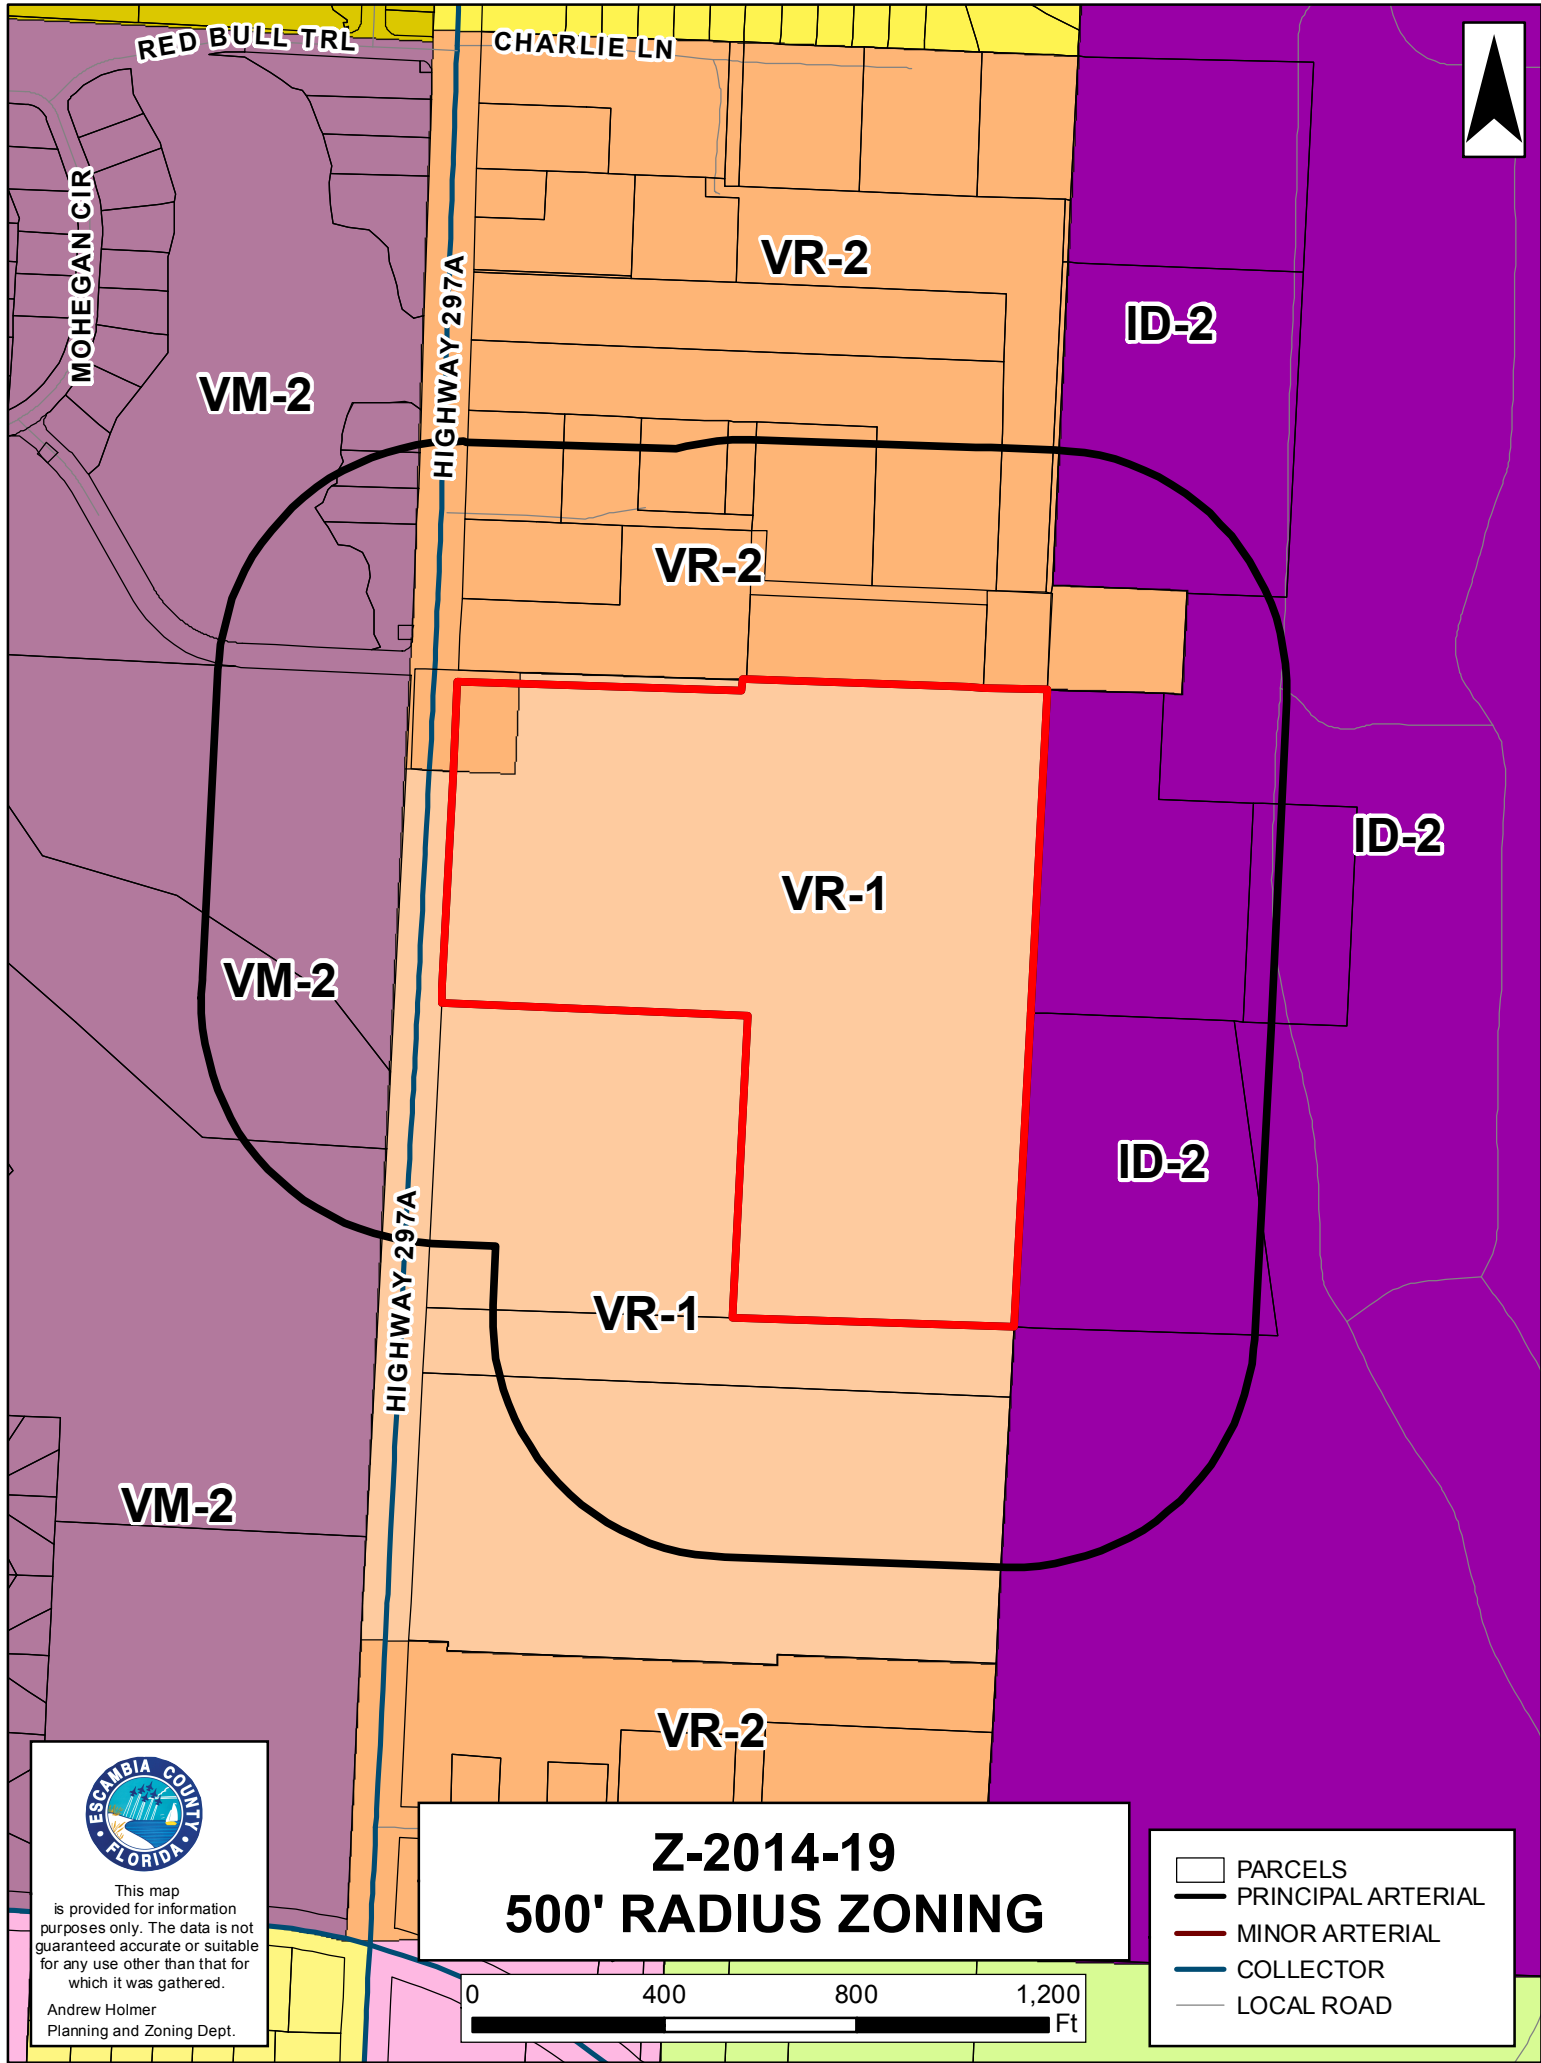 RED BULL TRL
CHARLIE LN
MOHEGAN CIR
HIGHWAY 297A
VR-2
ID-2
VM-2
VR-2
ID-2
VR-1
VM-2
ID-2
HIGHWAY 297A
VR-1
VM-2
VR-2
ESCAMBIA COUNTY
FLORIDA
This map
is provided for information
purposes only. The data is not
guaranteed accurate or suitable
for any use other than that for
which it was gathered.
Andrew Holmer
Planning and Zoning Dept.
Z-2014-19
500' RADIUS ZONING
0 400 800 1,200
Ft
PARCELS
PRINCIPAL ARTERIAL
MINOR ARTERIAL
COLLECTOR
LOCAL ROAD